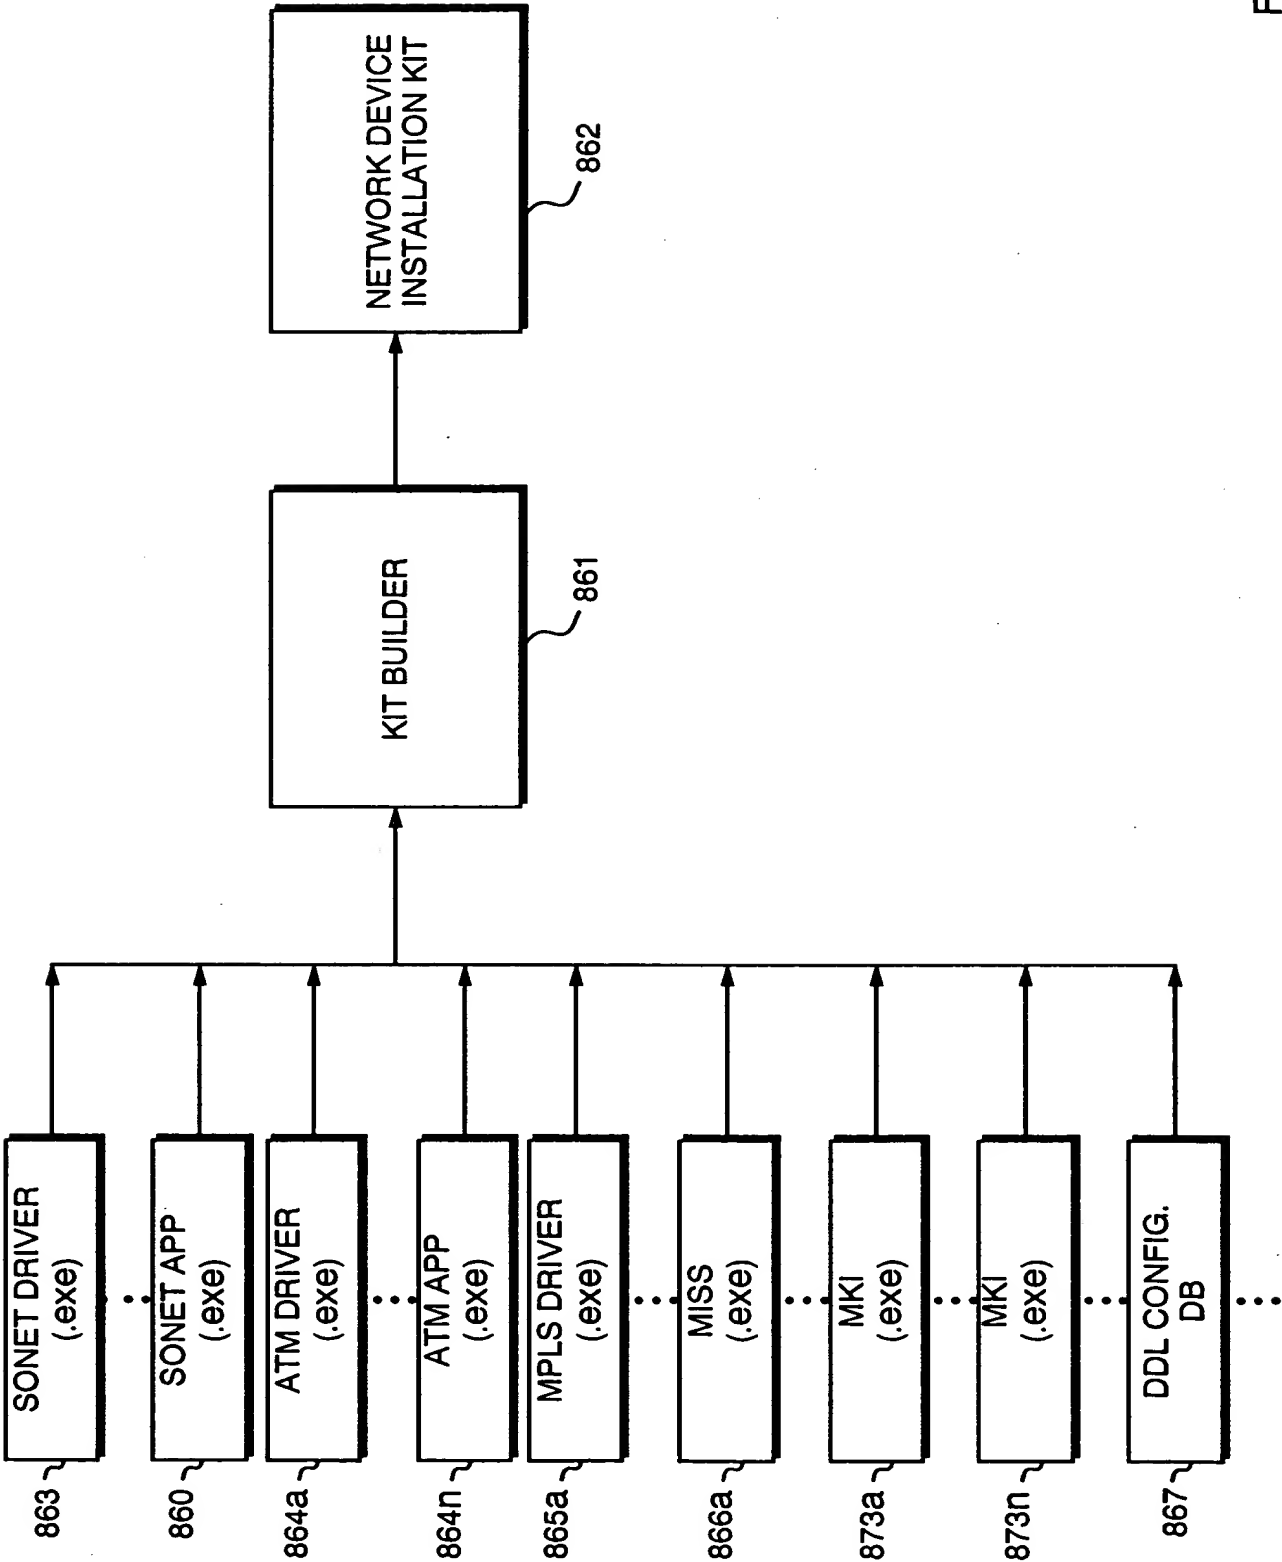 863
SONET DRIVER
(.exe)
860
SONET APP
(.exe)
864a
ATM DRIVER
(.exe)
864n
ATM APP
(.exe)
865a
MPLS DRIVER
(.exe)
866a
MISS
(.exe)
873a
MKI
(.exe)
873n
MKI
(.exe)
867
DDL CONFIG.
DB
KIT BUILDER
861
NETWORK DEVICE
INSTALLATION KIT
862